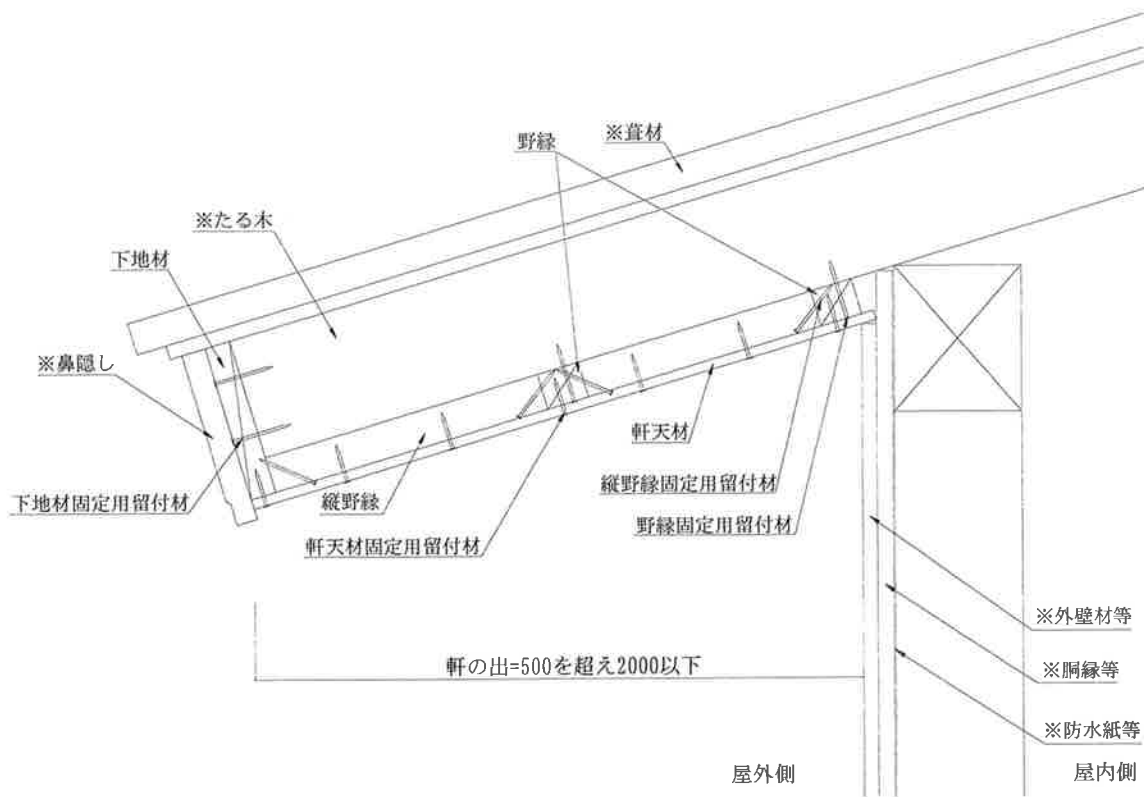 ※葺材
野縁
※たる木
下地材
※鼻隠し
軒天材
縦野縁固定用留付材
下地材固定用留付材
縦野縁
野縁固定用留付材
軒天材固定用留付材
※外壁材等
軒の出=500を超え2000以下
※胴縁等
※防水紙等
屋外側
屋内側